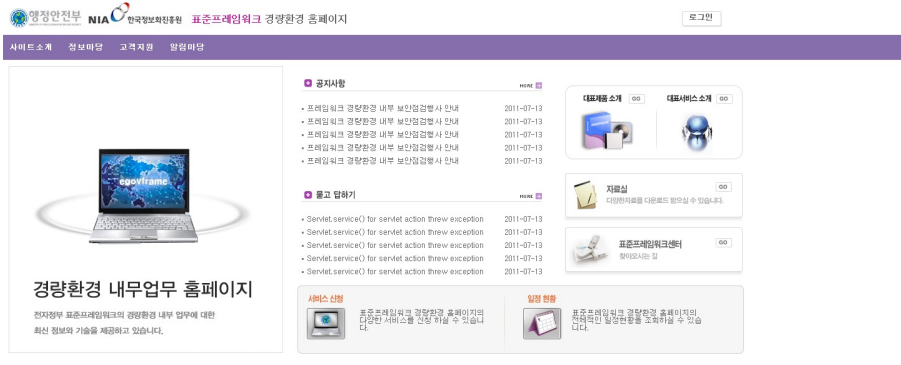 행정안전부 NIA 한국정보화진흥원 표준프레임워크 경량환경 홈페이지
로그인
사이트소개 정보마당 고객지원 알림마당
egovframe
경량환경 내부업무 홈페이지
전자정부 표준프레임워크의 경량환경 내부 업무에 대한
최신 정보와 기술을 제공하고 있습니다.
공지사항 MORE
프레임워크 경량환경 내부 보안점검행사 안내 2011-07-13
프레임워크 경량환경 내부 보안점검행사 안내 2011-07-13
프레임워크 경량환경 내부 보안점검행사 안내 2011-07-13
프레임워크 경량환경 내부 보안점검행사 안내 2011-07-13
프레임워크 경량환경 내부 보안점검행사 안내 2011-07-13
묻고 답하기 MORE
Servlet.service() for servlet action threw exception 2011-07-13
Servlet.service() for servlet action threw exception 2011-07-13
Servlet.service() for servlet action threw exception 2011-07-13
Servlet.service() for servlet action threw exception 2011-07-13
Servlet.service() for servlet action threw exception 2011-07-13
대표제품 소개 GO 대표서비스 소개 GO
자료실 GO
다양한자료를 다운로드 받으실 수 있습니다.
표준프레임워크센터 GO
찾아오시는 길
서비스 신청
표준프레임워크 경량환경 홈페이지의
다양한 서비스를 신청 하실 수 있습니
다.
일정 현황
표준프레임워크 경량환경 홈페이지의
전체적인 일정현황을 조회하실 수 있습
니다.